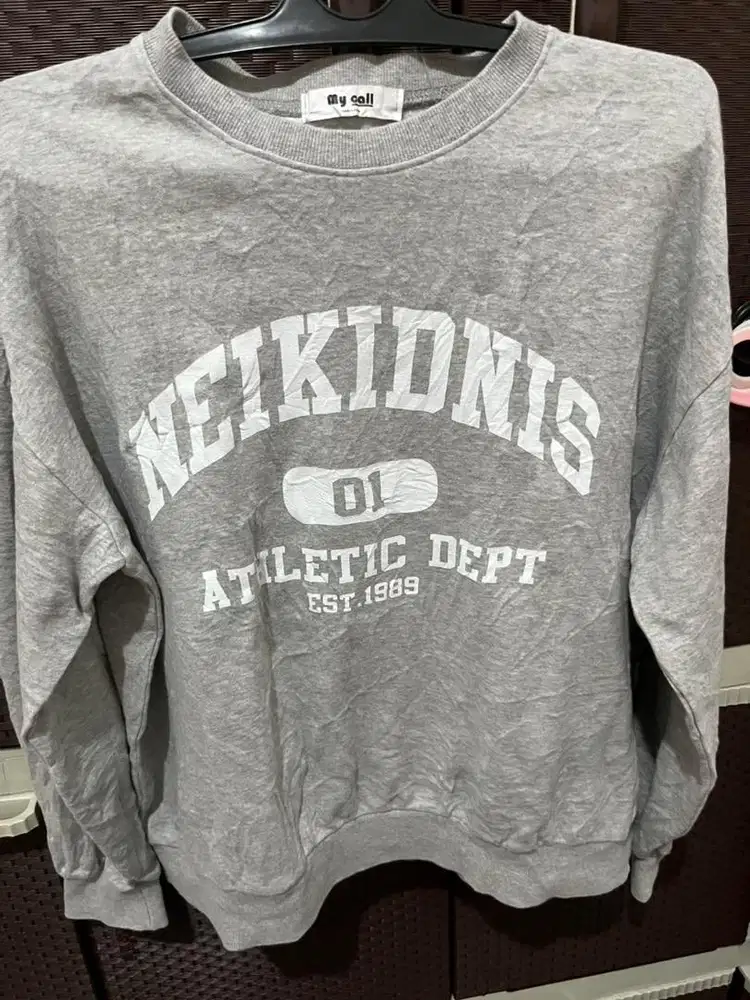 My call
NEIKIDNIS
01
ATHLETIC DEPT
EST.1989